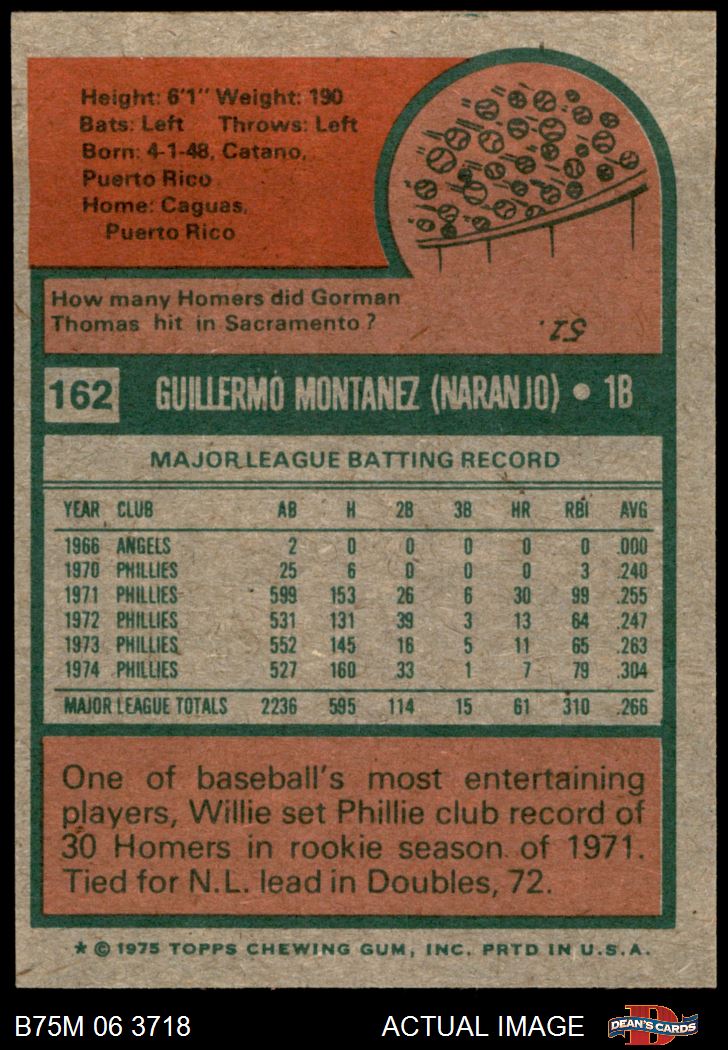 Height: 6'1" Weight: 190
Bats: Left Throws: Left
Born: 4-1-48, Catano,
Puerto Rico
Home: Caguas,
Puerto Rico
How many Homers did Gorman
Thomas hit in Sacramento?
51.
162 GUILLERMO MONTANEZ (NARANJO) • 1B
MAJOR LEAGUE BATTING RECORD
YEAR CLUB AB H 2B 3B HR RBI AVG
1966 ANGELS 2 0 0 0 0 0 .000
1970 PHILLIES 25 6 0 0 0 3 .240
1971 PHILLIES 599 153 26 6 30 99 .255
1972 PHILLIES 531 131 39 3 13 64 .247
1973 PHILLIES 552 145 16 5 11 65 .263
1974 PHILLIES 527 160 33 1 7 79 .304
MAJOR LEAGUE TOTALS 2236 595 114 15 61 310 .266
One of baseball's most entertaining
players, Willie set Phillie club record of
30 Homers in rookie season of 1971.
Tied for N.L. lead in Doubles, 72.
* © 1975 TOPPS CHEWING GUM, INC. PRTD IN U.S.A.
B75M 06 3718 ACTUAL IMAGE DEAN'S CARDS